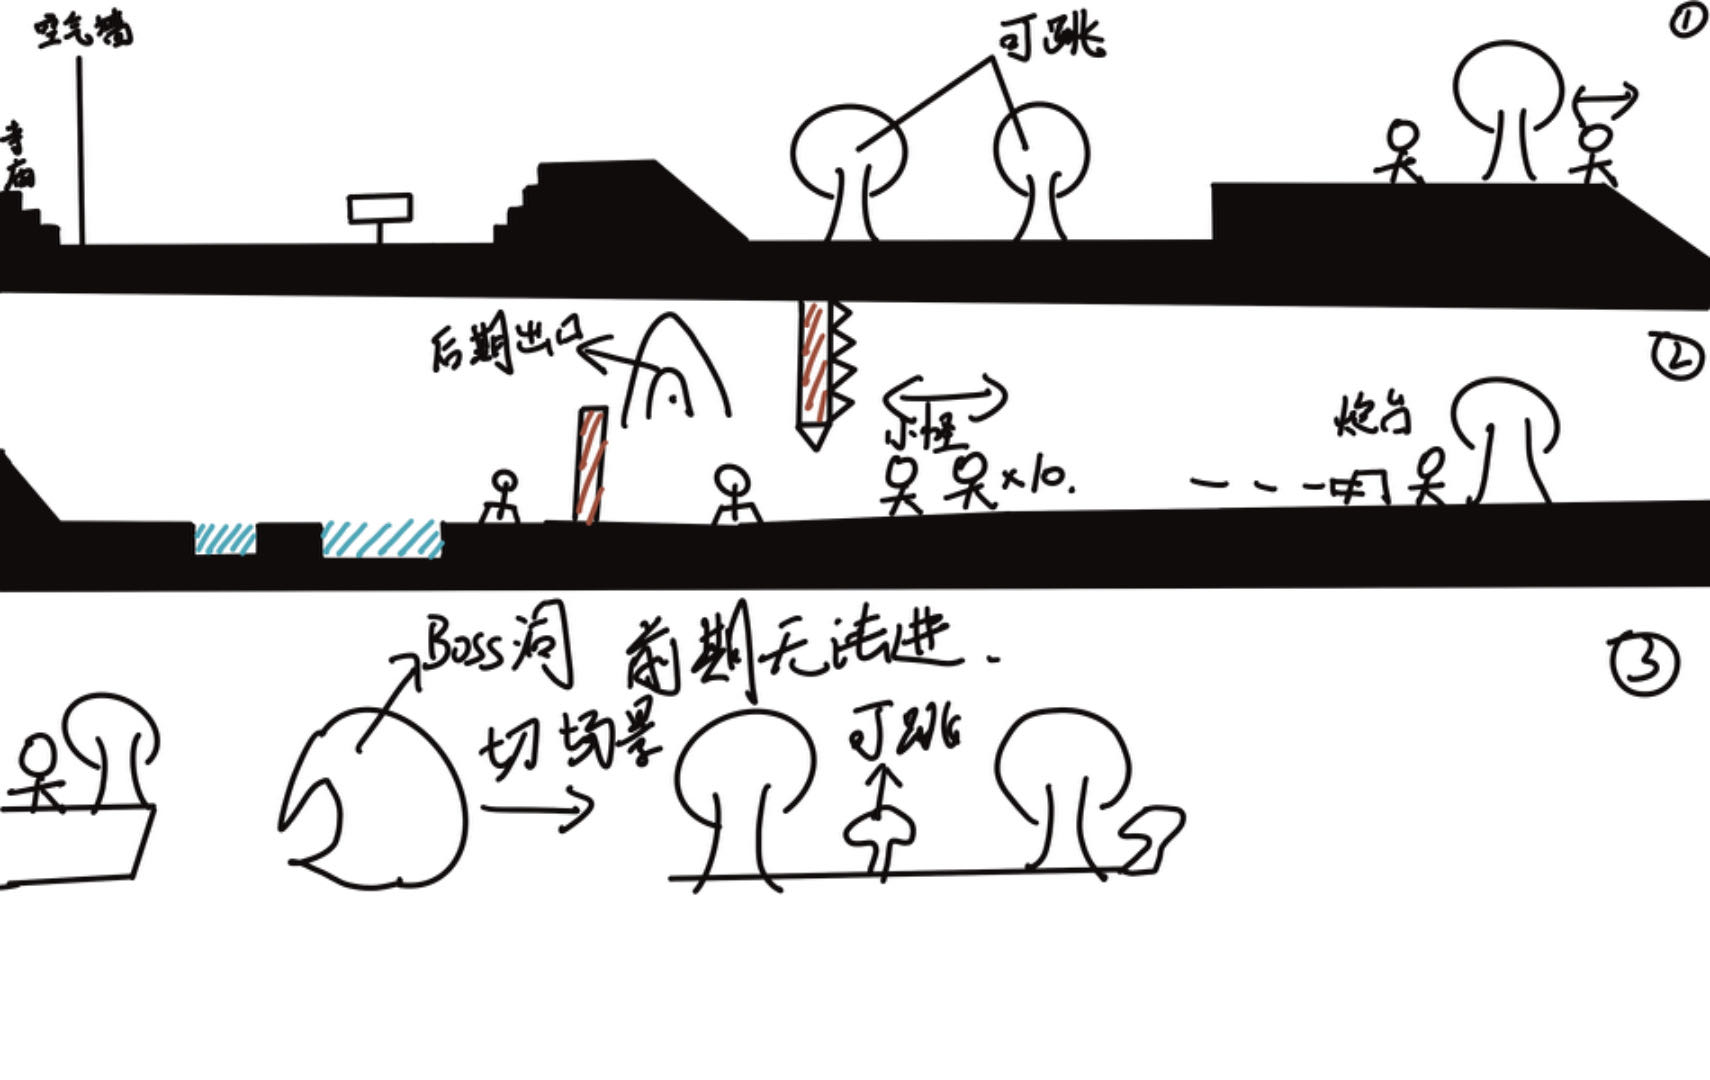 空气墙
可跳
①
寺庙
后期出口
②
小怪
×10.
炮台
Boss洞 前期无法进.
③
切场景
可跳